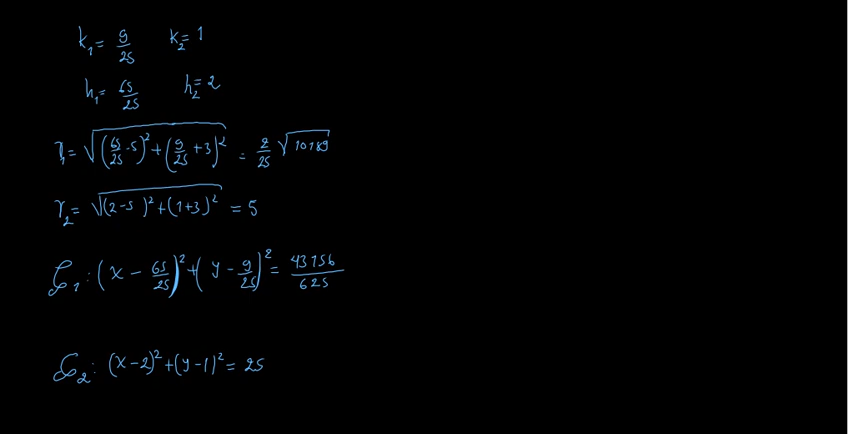 k₁ = 9/25   k₂ = 1
h₁ = 65/25   h₂ = 2
r₁ = √((65/25 - 5)² + (9/25 + 3)²) = 2/25 √10189
r₂ = √((2-5)² + (1+3)²) = 5
C₁: (x - 65/25)² + (y - 9/25)² = 43756/625
C₂: (x-2)² + (y-1)² = 25